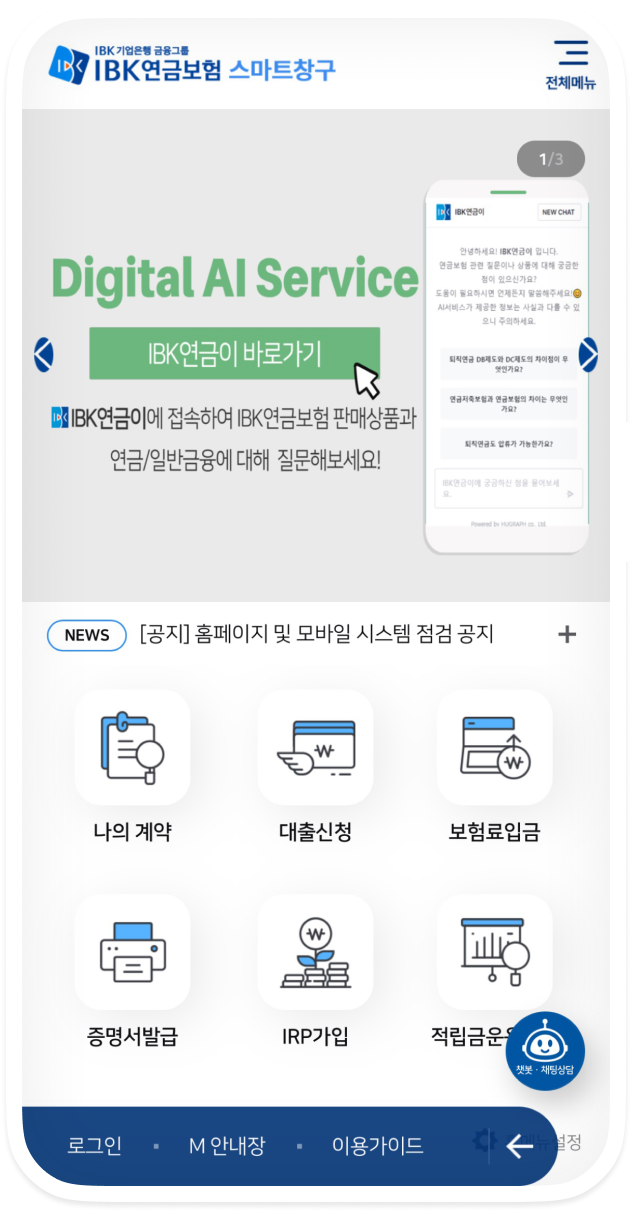 IBK기업은행 금융그룹
IBK연금보험 스마트창구
전체메뉴
1/3
Digital AI Service
IBK연금이 바로가기
IBK연금이에 접속하여 IBK연금보험 판매상품과
연금/일반금융에 대해 질문해보세요!
IBK연금이
NEW CHAT
안녕하세요! IBK연금이 입니다.
연금보험 관련 질문이나 상품에 대해 궁금한
점이 있으신가요?
도움이 필요하시면 언제든지 말씀해주세요!😊
AI서비스가 제공한 정보는 사실과 다를 수 있
으니 주의하세요.
퇴직연금 DB제도와 DC제도의 차이점이 무
엇인가요?
연금저축보험과 연금보험의 차이는 무엇인
가요?
퇴직연금도 압류가 가능한가요?
IBK연금이에 궁금하신 점을 물어보세
요.
Powered by HUGRAPH co., Ltd.
NEWS
[공지] 홈페이지 및 모바일 시스템 점검 공지
나의 계약
대출신청
보험료입금
증명서발급
IRP가입
적립금운
챗봇 · 채팅상담
로그인 · M 안내장 · 이용가이드
설정